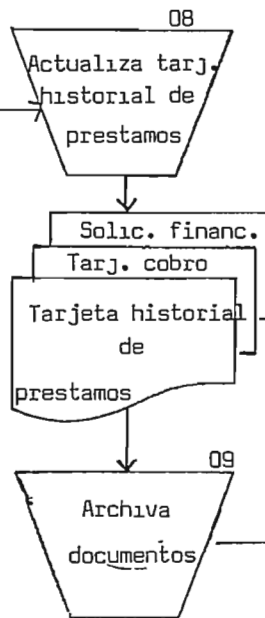 08
Actualiza tarj.
historial de
prestamos
Solic. financ.
Tarj. cobro
Tarjeta historial
de
prestamos
09
Archiva
documentos